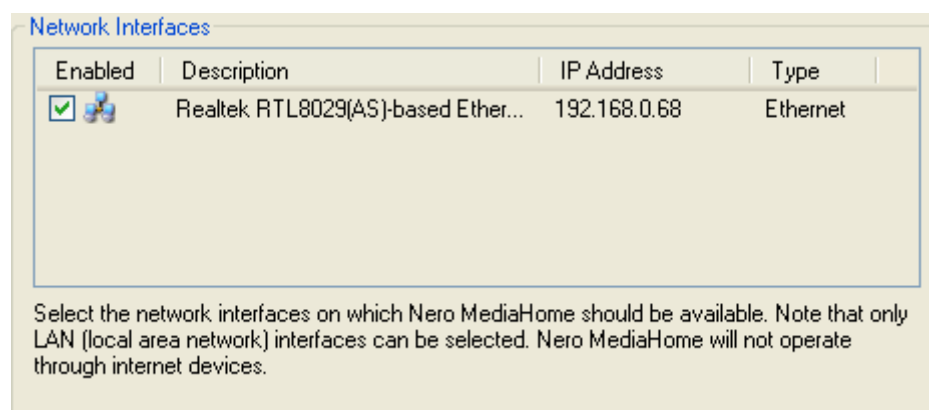 Network Interfaces
Enabled Description IP Address Type
Realtek RTL8029(AS)-based Ether... 192.168.0.68 Ethernet
Select the network interfaces on which Nero MediaHome should be available. Note that only
LAN (local area network) interfaces can be selected. Nero MediaHome will not operate
through internet devices.